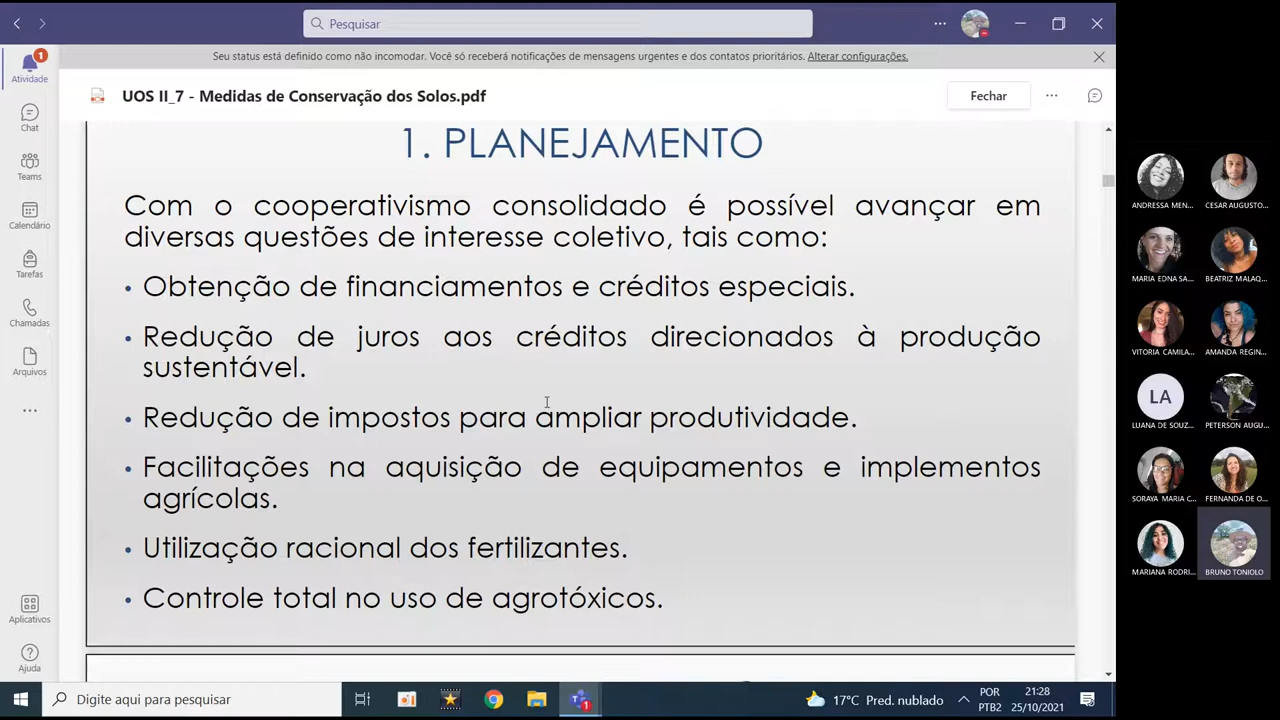 Pesquisar
Seu status está definido como não incomodar. Você só receberá notificações de mensagens urgentes e dos contatos prioritários. Alterar configurações.
1
Atividade
Chat
Teams
Calendário
Tarefas
Chamadas
Arquivos
Aplicativos
Ajuda
UOS II_7 - Medidas de Conservação dos Solos.pdf
Fechar
1. PLANEJAMENTO
Com o cooperativismo consolidado é possível avançar em
diversas questões de interesse coletivo, tais como:
• Obtenção de financiamentos e créditos especiais.
• Redução de juros aos créditos direcionados à produção
sustentável.
• Redução de impostos para ampliar produtividade.
• Facilitações na aquisição de equipamentos e implementos
agrícolas.
• Utilização racional dos fertilizantes.
• Controle total no uso de agrotóxicos.
ANDRESSA MEN...
CESAR AUGUSTO...
MARIA EDNA SA...
BEATRIZ MALAQ...
VITORIA CAMILA...
AMANDA REGIN...
LA
LUANA DE SOUZ...
PETERSON AUGU...
SORAYA MARIA C...
FERNANDA DE O...
MARIANA RODRI...
BRUNO TONIOLO
Digite aqui para pesquisar
1
17°C Pred. nublado
POR
PTB2
21:28
25/10/2021